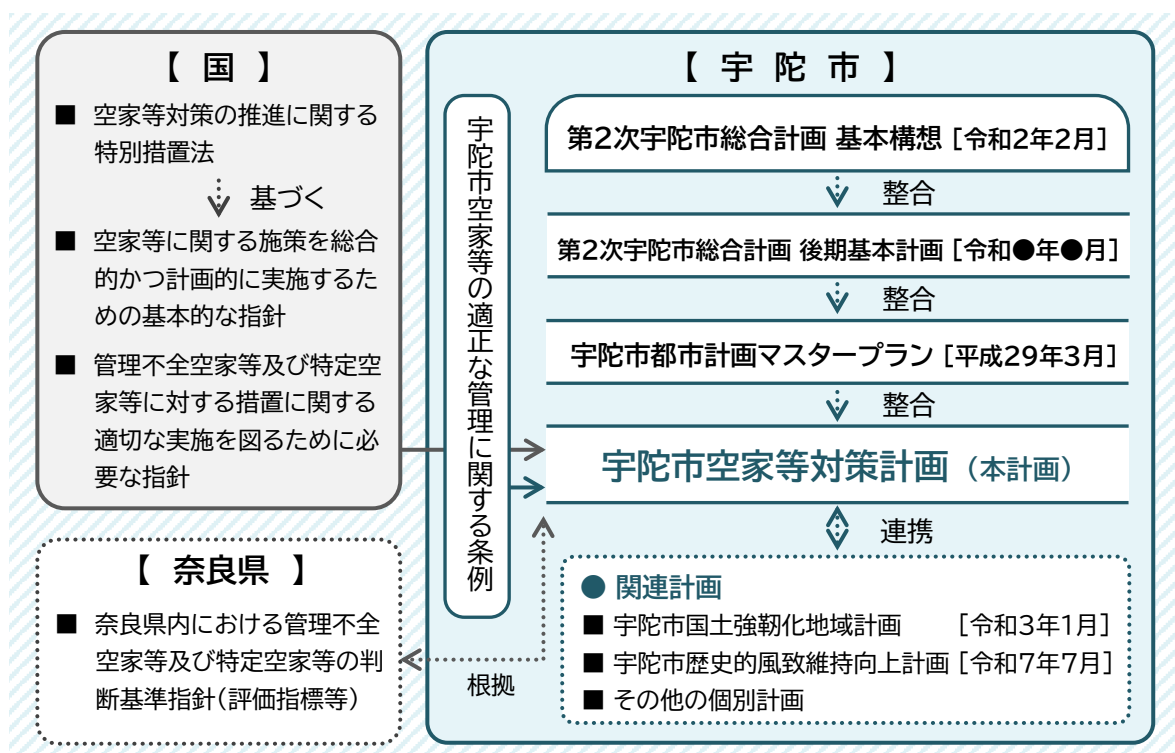 【 国 】
■ 空家等対策の推進に関する
特別措置法
基づく
■ 空家等に関する施策を総合
的かつ計画的に実施するた
めの基本的な指針
■ 管理不全空家等及び特定空
家等に対する措置に関する
適切な実施を図るために必
要な指針
【 奈良県 】
■ 奈良県内における管理不全
空家等及び特定空家等の判
断基準指針(評価指標等)
根拠
【 宇 陀 市 】
宇陀市空家等の適正な管理に関する条例
第2次宇陀市総合計画 基本構想 [令和2年2月]
整合
第2次宇陀市総合計画 後期基本計画 [令和●年●月]
整合
宇陀市都市計画マスタープラン [平成29年3月]
整合
宇陀市空家等対策計画 (本計画)
連携
● 関連計画
■ 宇陀市国土強靭化地域計画 [令和3年1月]
■ 宇陀市歴史的風致維持向上計画 [令和7年7月]
■ その他の個別計画